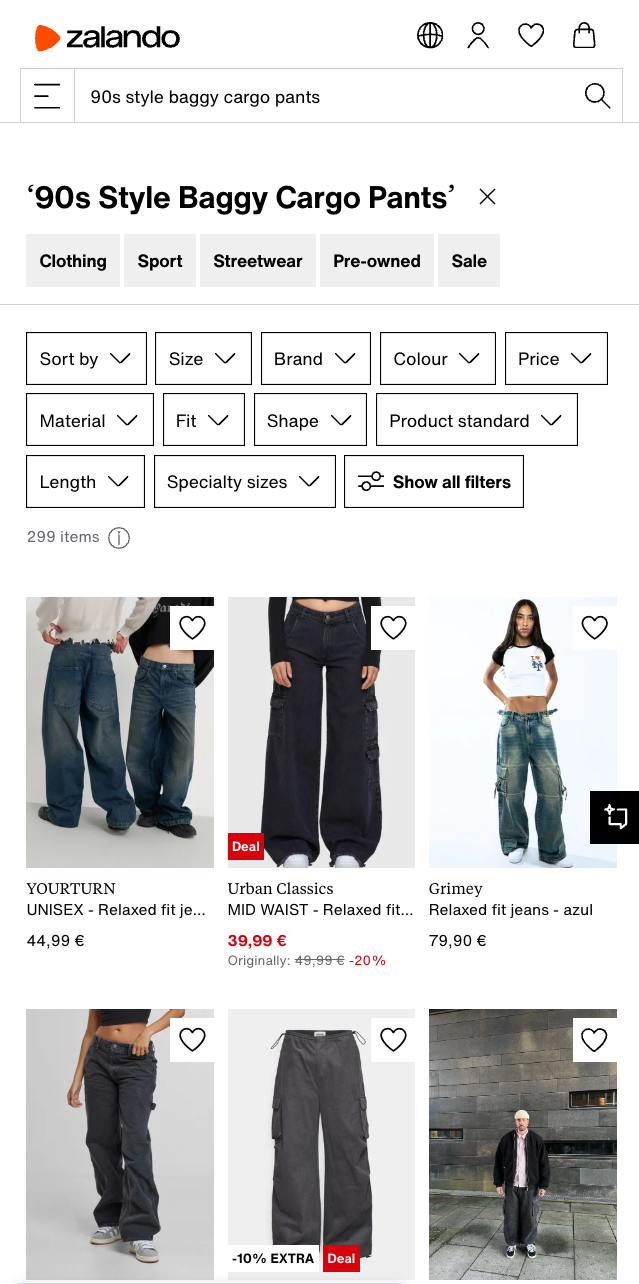 zalando
90s style baggy cargo pants
‘90s Style Baggy Cargo Pants’
Clothing Sport Streetwear Pre-owned Sale
Sort by Size Brand Colour Price
Material Fit Shape Product standard
Length Specialty sizes Show all filters
299 items
Deal
YOURTURN
UNISEX - Relaxed fit je...
44,99 €
Urban Classics
MID WAIST - Relaxed fit...
39,99 €
Originally: 49,99 € -20%
Grimey
Relaxed fit jeans - azul
79,90 €
-10% EXTRA Deal